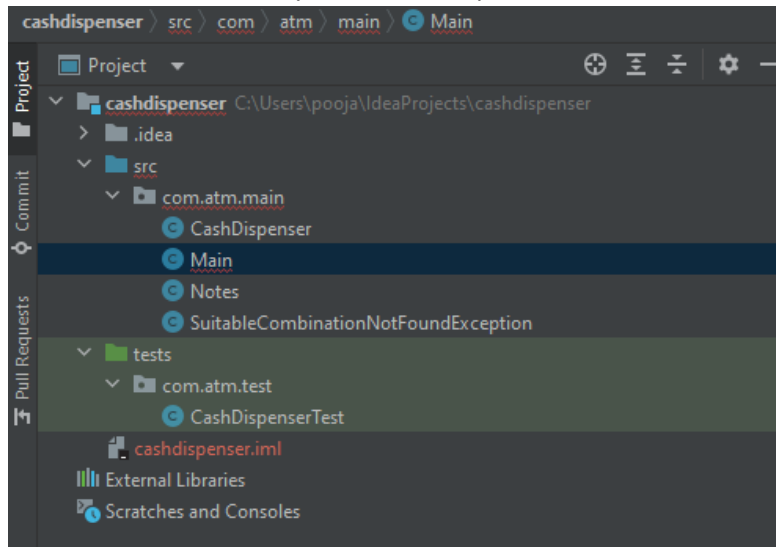 cashdispenser 〉 src 〉 com 〉 atm 〉 main 〉 Main
Project
Project
cashdispenser C:\Users\pooja\IdeaProjects\cashdispenser
.idea
src
com.atm.main
CashDispenser
Main
Notes
SuitableCombinationNotFoundException
tests
com.atm.test
CashDispenserTest
cashdispenser.iml
External Libraries
Scratches and Consoles
Commit
Pull Requests